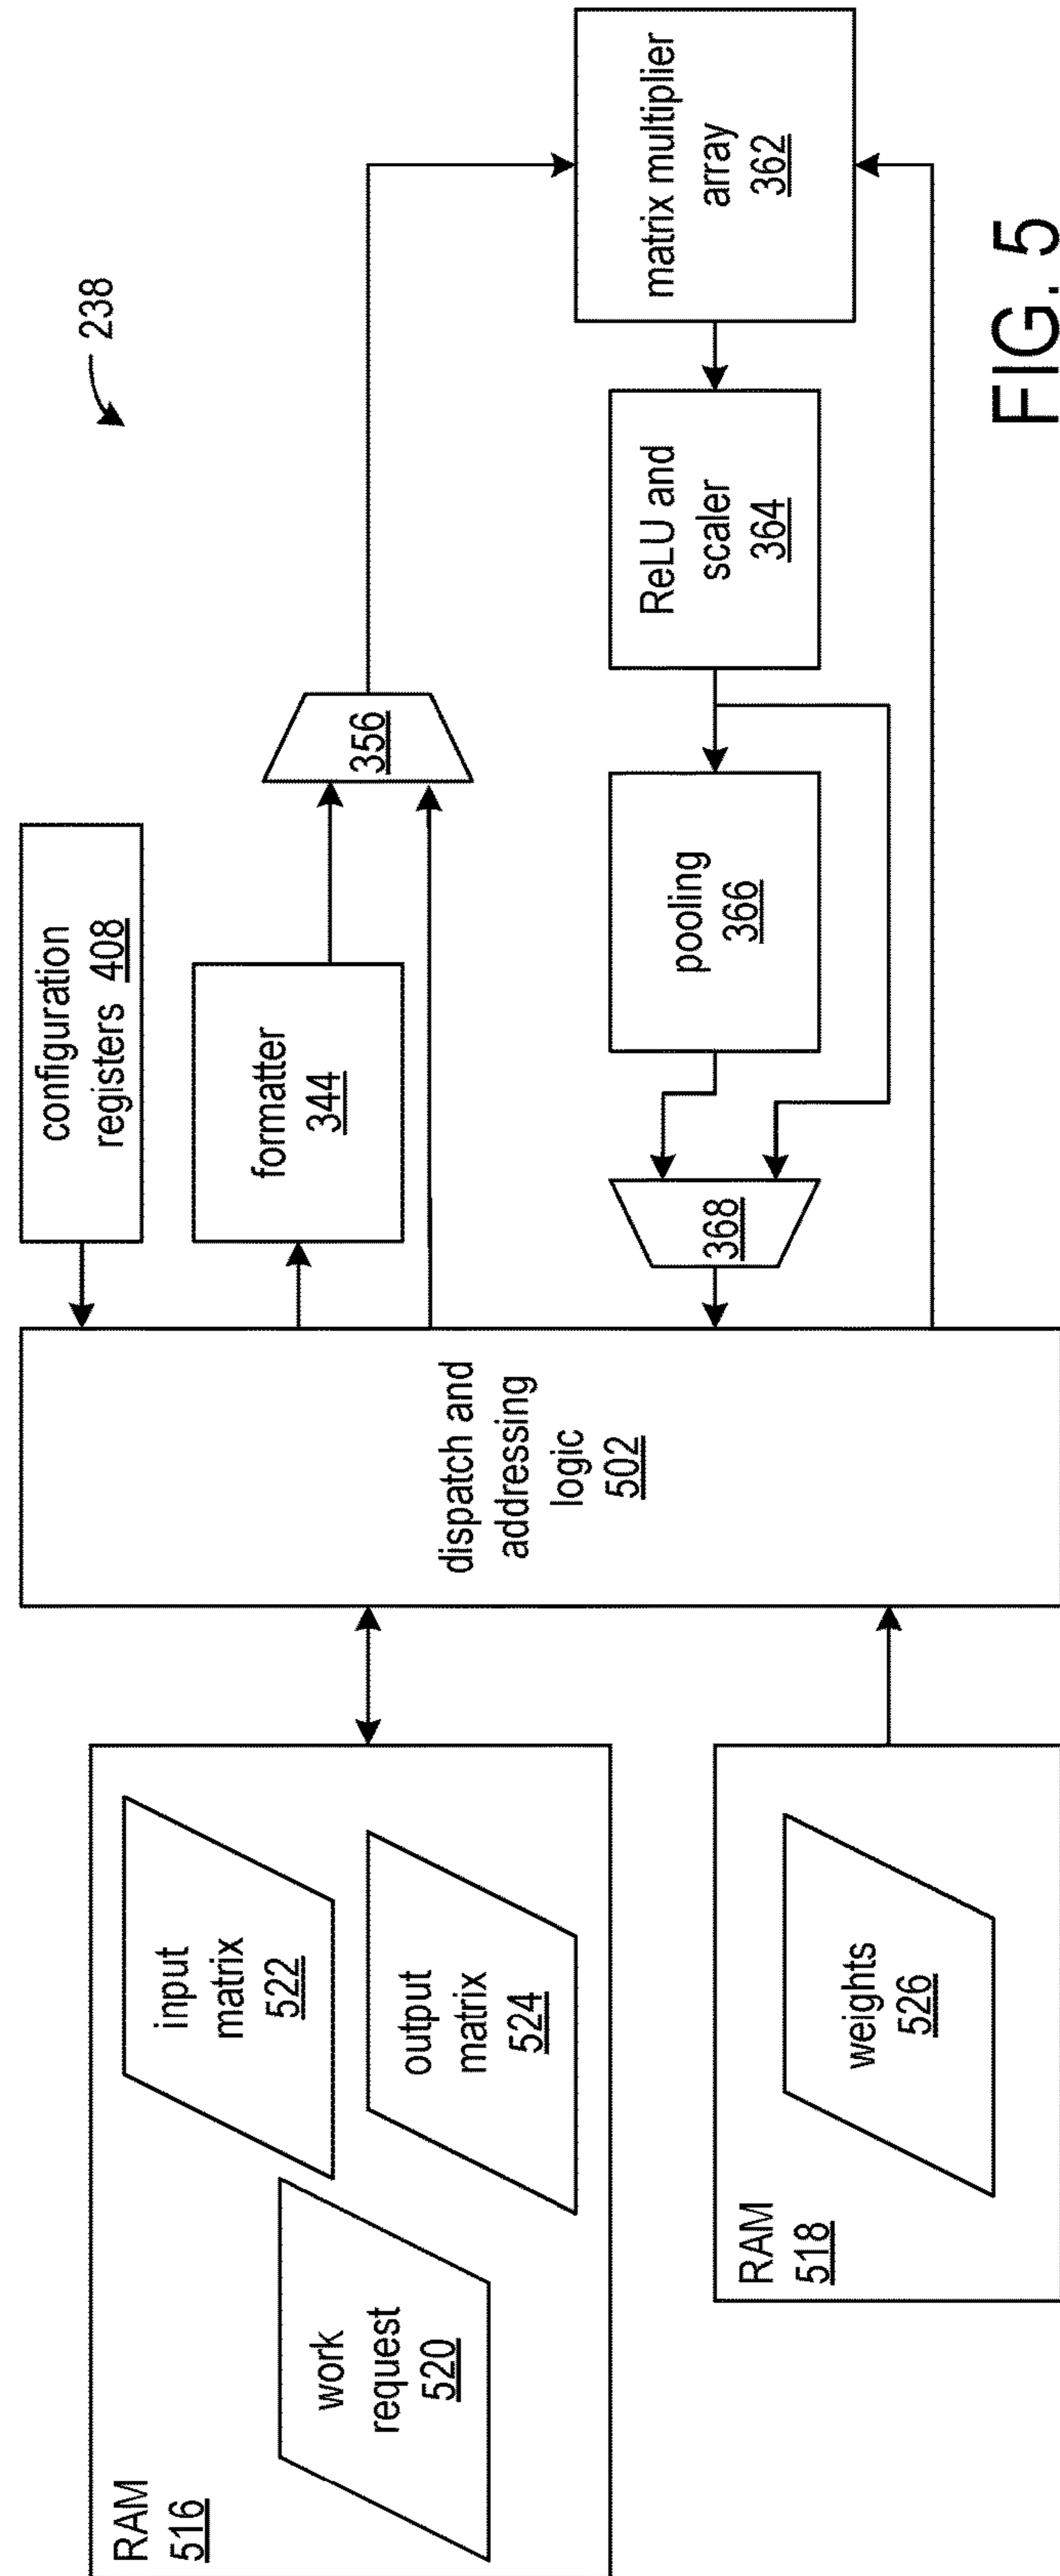 238
configuration
registers 408
RAM
516
input
matrix
522
formatter
344
356
work
request
520
output
matrix
524
dispatch and
addressing
logic
502
matrix multiplier
array
362
368
pooling
366
ReLU and
scaler
364
RAM
518
weights
526
FIG. 5